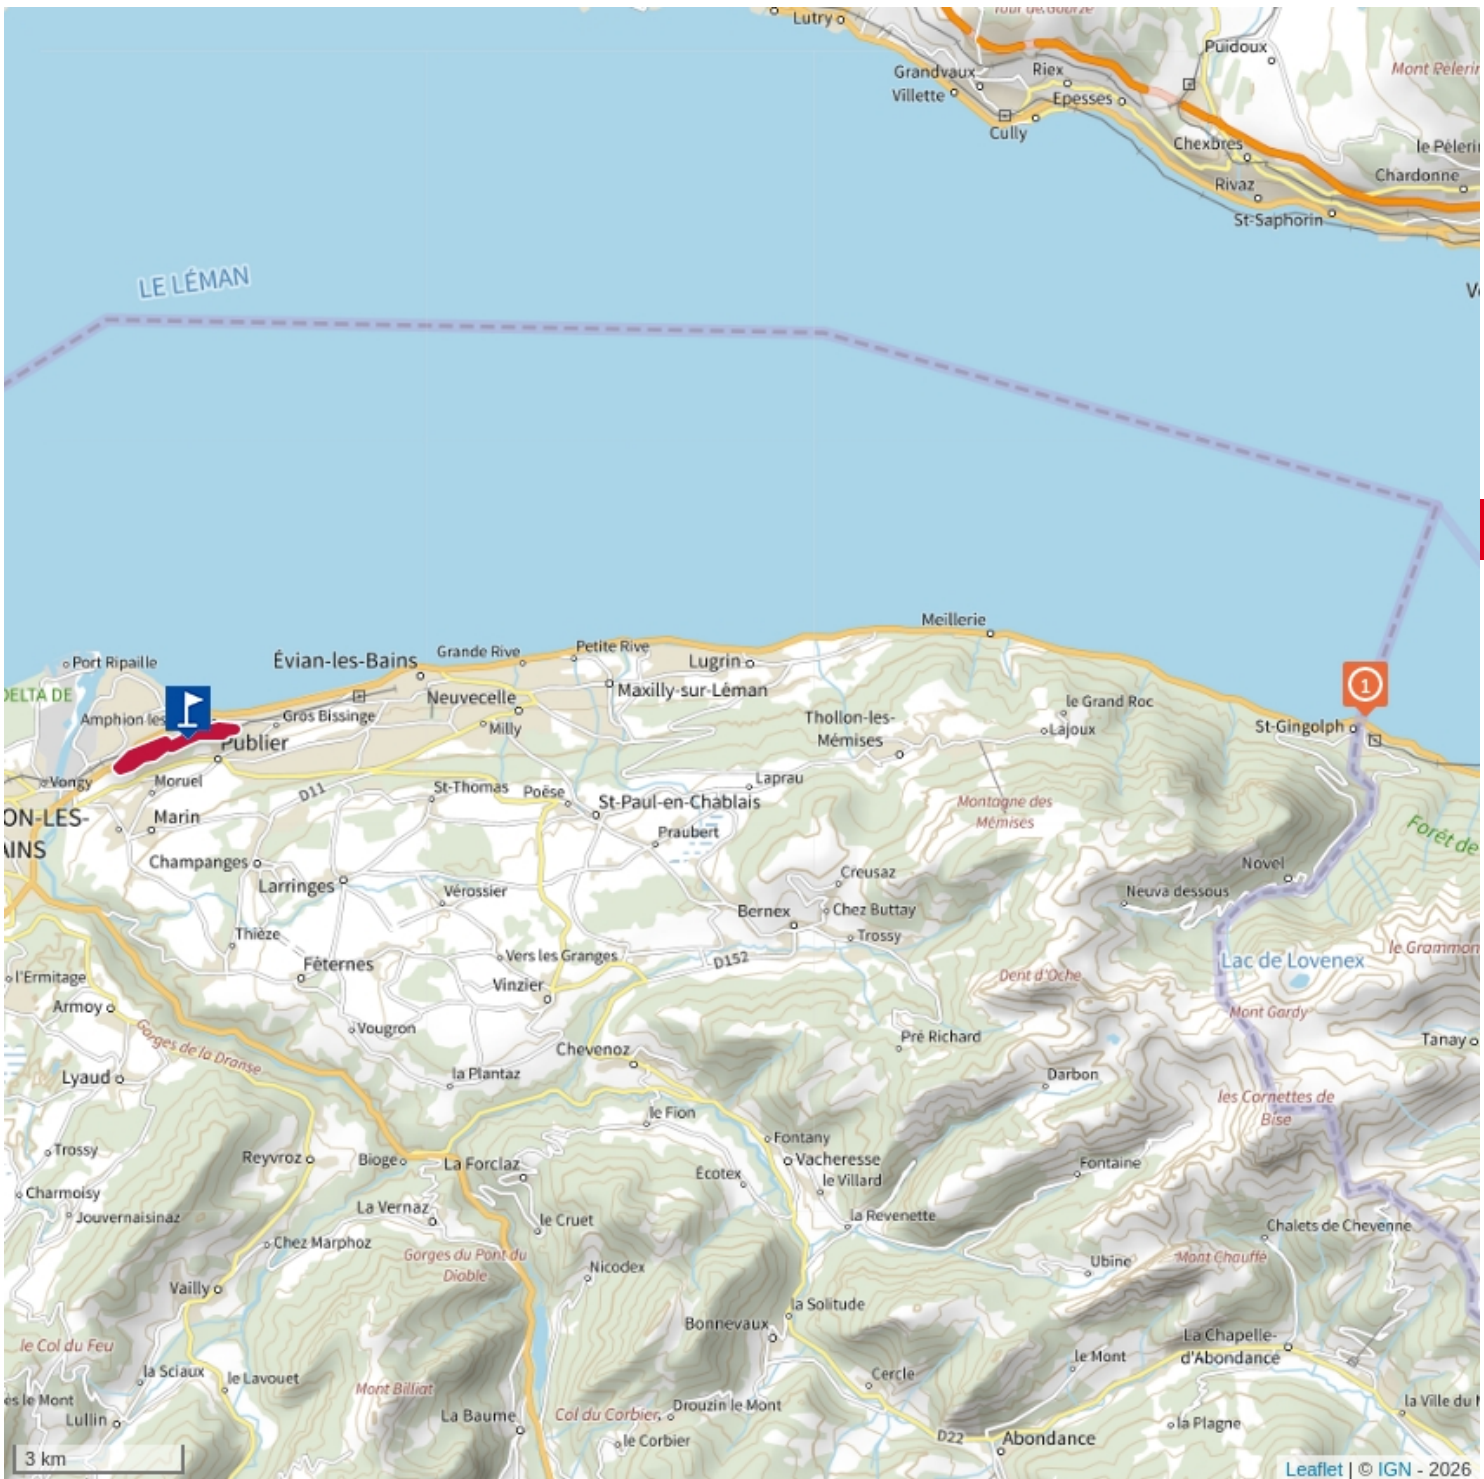 Lutry
Tour de Gourze
Puidoux
Grandvaux
Riex
Mont Pèlerin
Villette
Epesses
Cully
Chexbres
le Pèlerin
Chardonne
Rivaz
St-Saphorin
LE LÉMAN
Meillerie
Port Ripaille
Évian-les-Bains
Grande Rive
Petite Rive
Lugrin
DELTA DE
Neuvecelle
Maxilly-sur-Léman
1
le Grand Roc
Amphion les
Gros Bissinge
Milly
Thollon-les-
Mémises
Lajoux
St-Gingolph
Publier
Vongy
Moruel
D11
St-Thomas
Poëse
Laprau
St-Paul-en-Chablais
Montagne des
Mémises
ON-LES-
AINS
Marin
Praubert
Forêt de
Champanges
Larringes
Vérossier
Creusaz
Novel
Neuva dessous
Bernex
Chez Buttay
Trossy
Thièze
Vers les Granges
D152
le Grammon
Féternes
Lac de Lovenex
l'Ermitage
Vinzier
Dent d'Oche
Armoy
Mont Gardy
Vougron
Gorges de la Dranse
Pré Richard
Tanay
Chevenoz
Lyaud
la Plantaz
Darbon
les Cornettes de
Bise
le Fion
Trossy
Fontany
Reyvroz
Bioge
La Forclaz
Vacheresse
Fontaine
Écotex
le Villard
Charmoisy
Jouvernaisinaz
La Vernaz
le Cruet
la Revenette
Chalets de Chevenne
Chez Marphoz
Gorges du Pont du
Diable
Nicodex
Ubine
Mont Chauffé
Vailly
la Solitude
Bonnevaux
La Chapelle-
d'Abondance
le Col du Feu
la Sciaux
le Lavouet
Mont Billiat
Cercle
le Mont
ès le Mont
Lullin
La Baume
Col du Corbier
Drouzin le Mont
la Ville du
le Corbier
D22
Abondance
la Plagne
3 km
Leaflet | © IGN - 2026